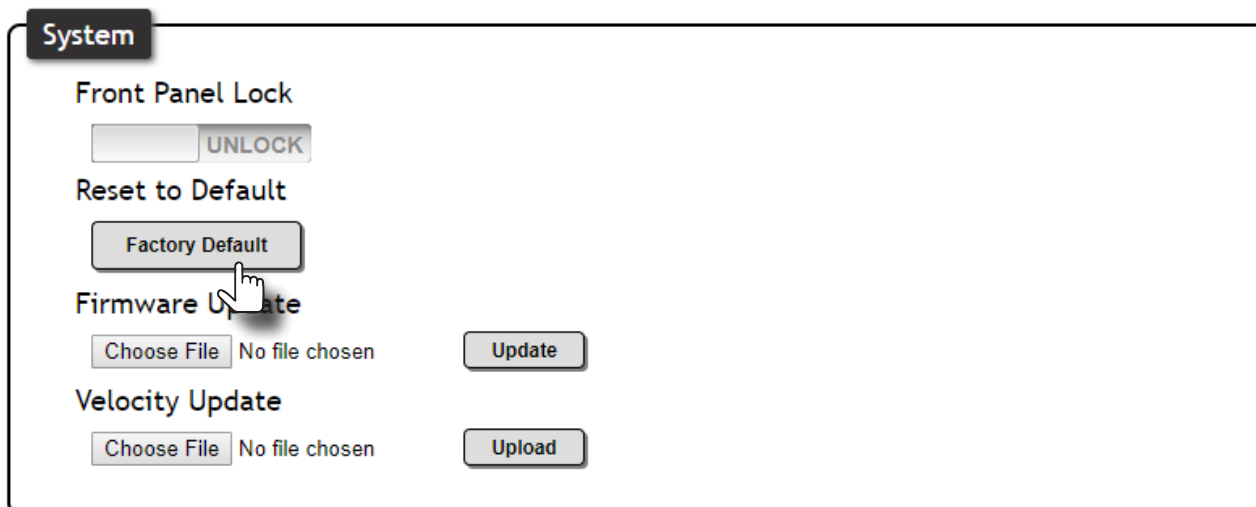 System
Front Panel Lock
UNLOCK
Reset to Default
Factory Default
Firmware Update
Choose File No file chosen Update
Velocity Update
Choose File No file chosen Upload